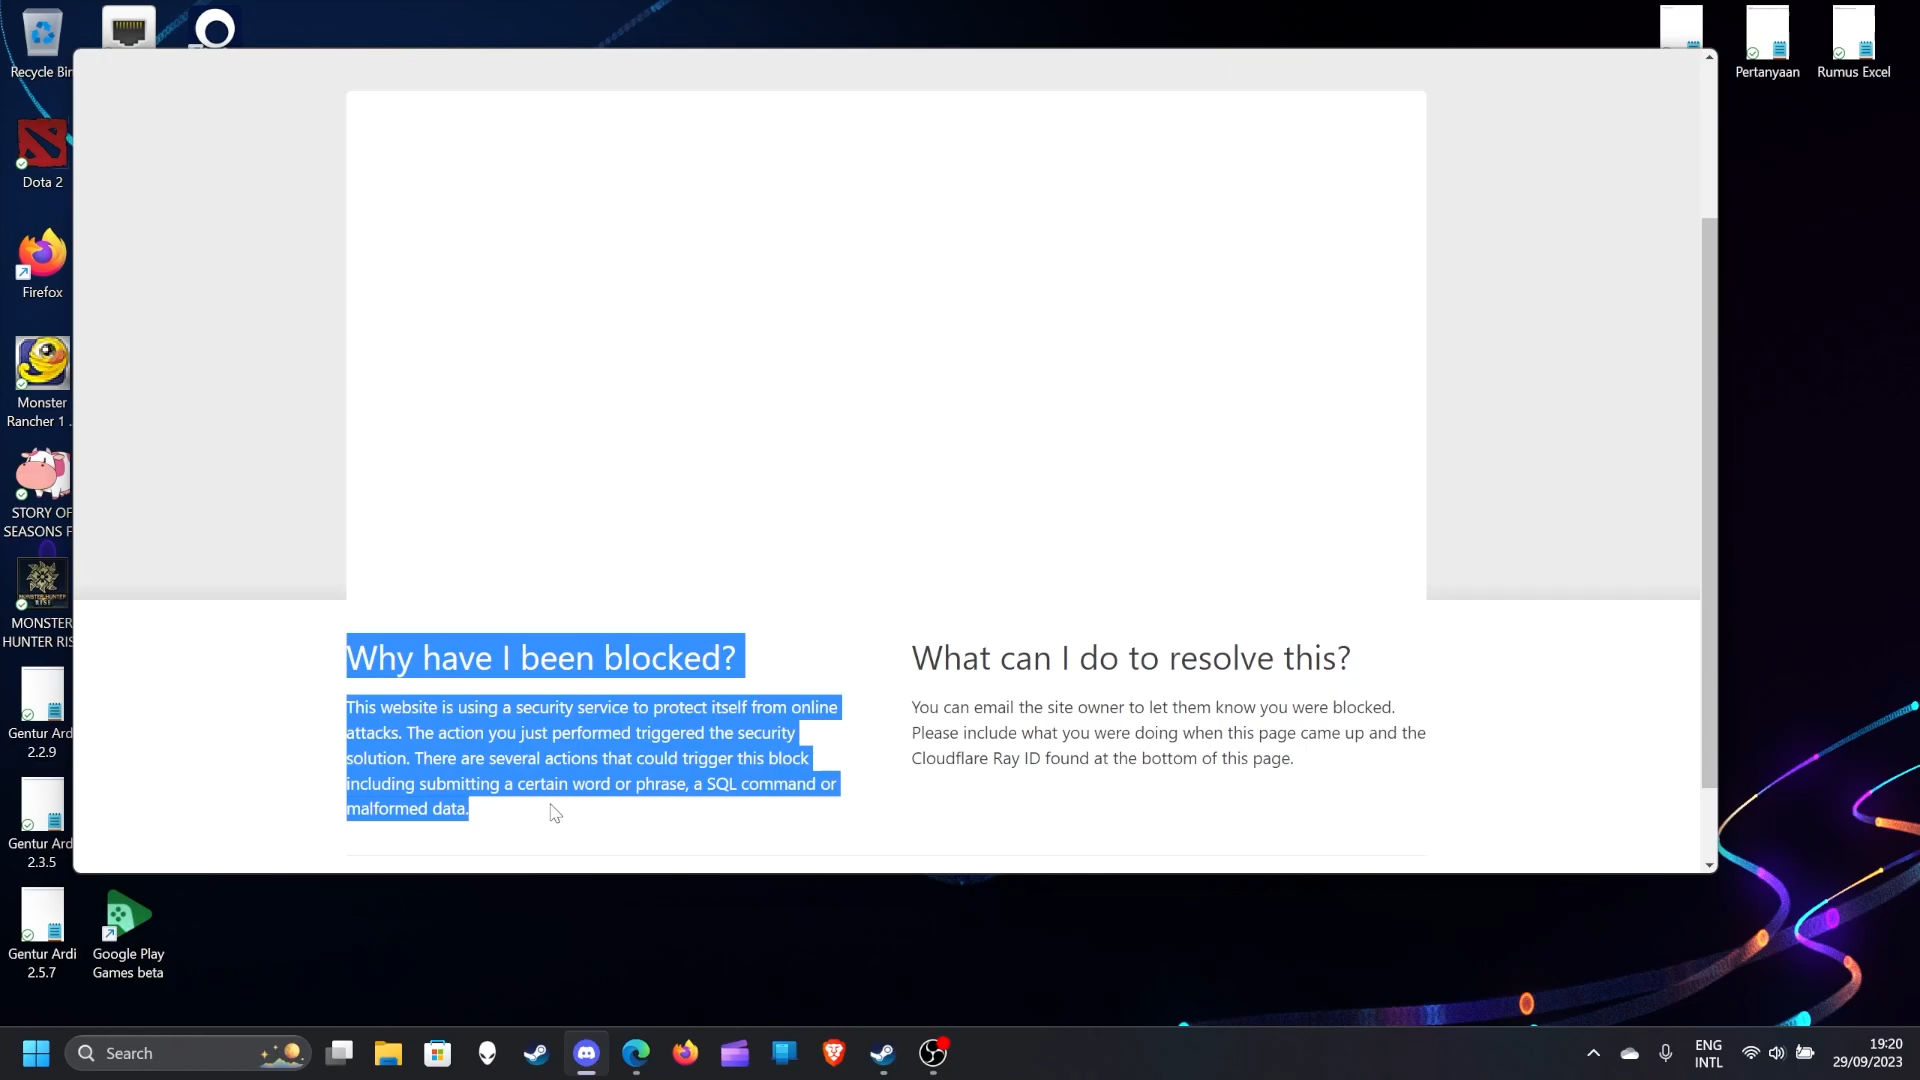 Recycle Bin
Dota 2
Firefox
Monster
Rancher 1 .
STORY OF
SEASONS F
MONSTER HUNTER
RISE
MONSTER
HUNTER RIS
Gentur Ardi
2.2.9
Gentur Ardi
2.3.5
Gentur Ardi
2.5.7
Google Play
Games beta
Pertanyaan
Rumus Excel
Why have I been blocked?
This website is using a security service to protect itself from online
attacks. The action you just performed triggered the security
solution. There are several actions that could trigger this block
including submitting a certain word or phrase, a SQL command or
malformed data.
What can I do to resolve this?
You can email the site owner to let them know you were blocked.
Please include what you were doing when this page came up and the
Cloudflare Ray ID found at the bottom of this page.
Search
ENG
INTL
19:20
29/09/2023